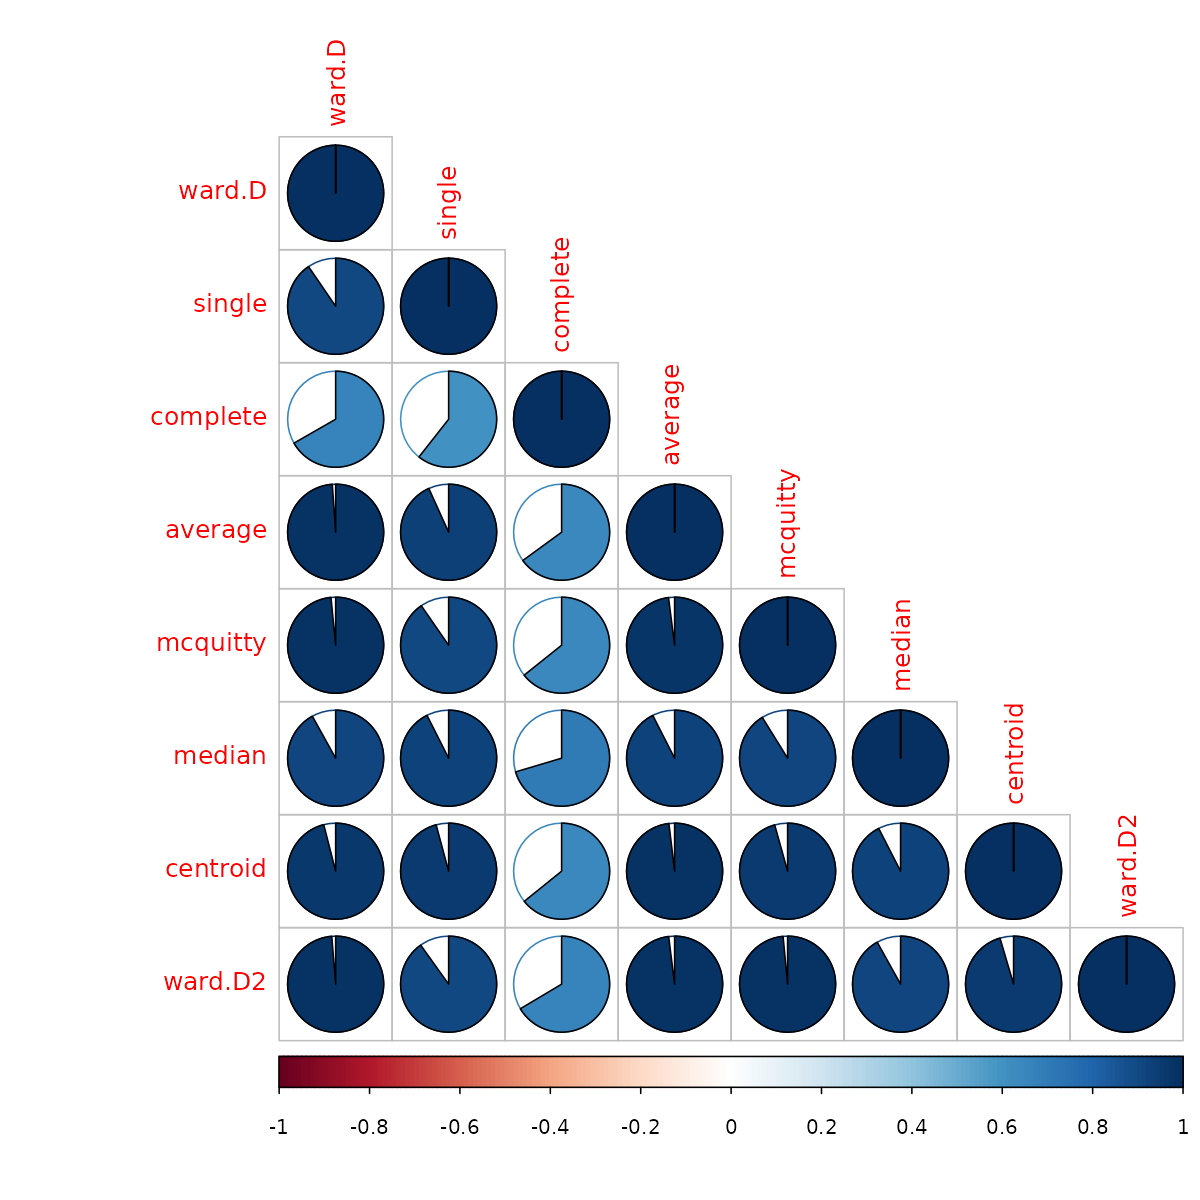 ward.D
single
complete
average
mcquitty
median
centroid
ward.D2
ward.D
single
complete
average
mcquitty
median
centroid
ward.D2
-1 -0.8 -0.6 -0.4 -0.2 0 0.2 0.4 0.6 0.8 1